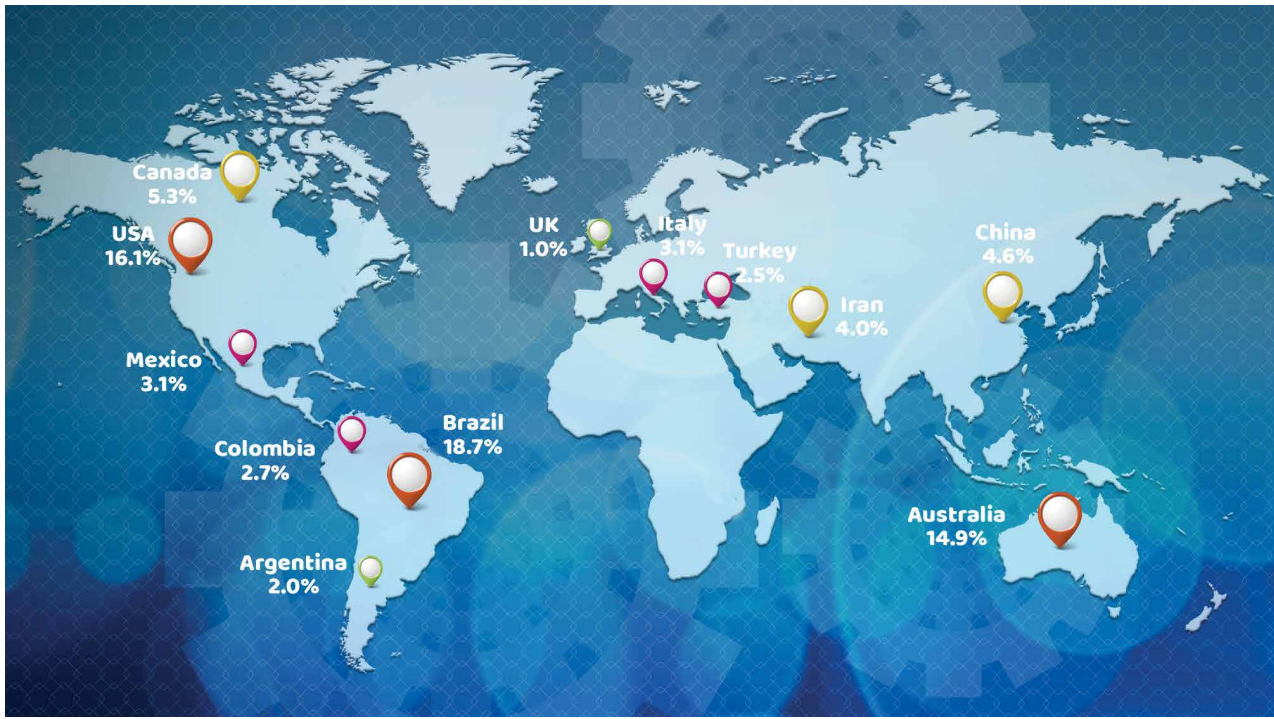 Canada
5.3%
USA
16.1%
Mexico
3.1%
Colombia
2.7%
Brazil
18.7%
Argentina
2.0%
UK
1.0%
Italy
3.1%
Turkey
2.5%
Iran
4.0%
China
4.6%
Australia
14.9%